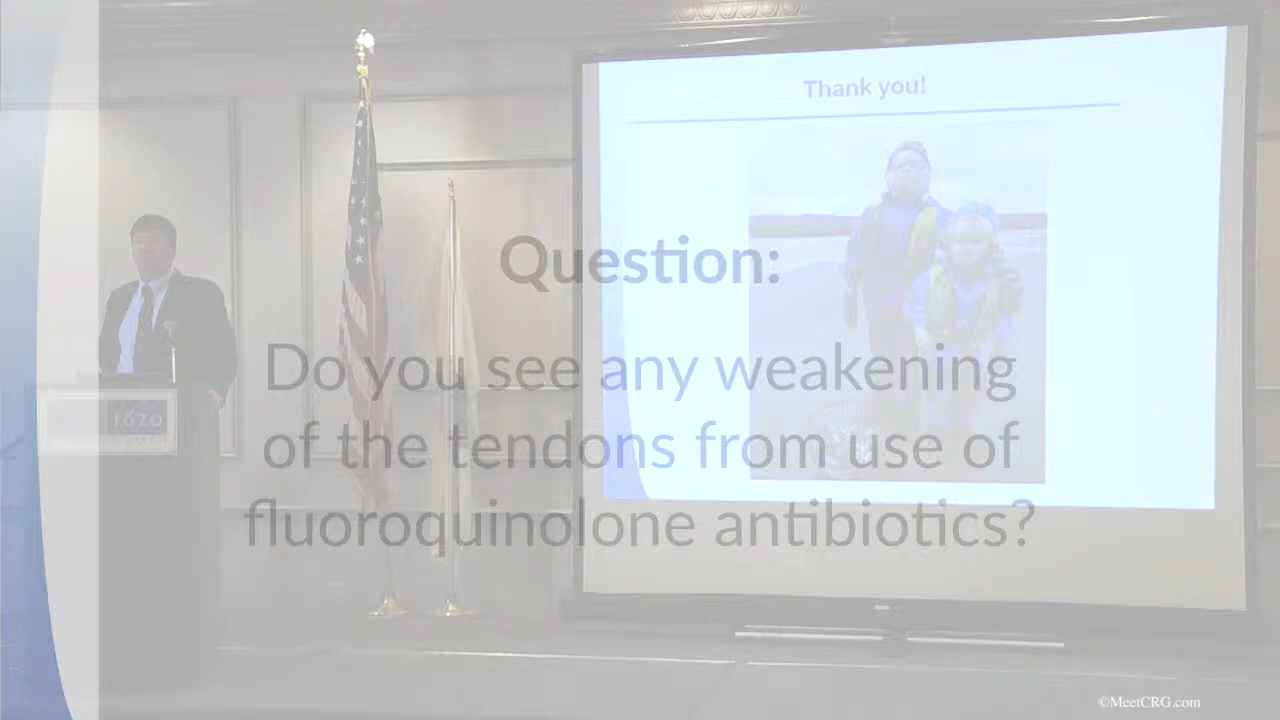 Thank you!
Question:
Do you see any weakening
of the tendons from use of
fluoroquinolone antibiotics?
1620
©MeetCRG.com